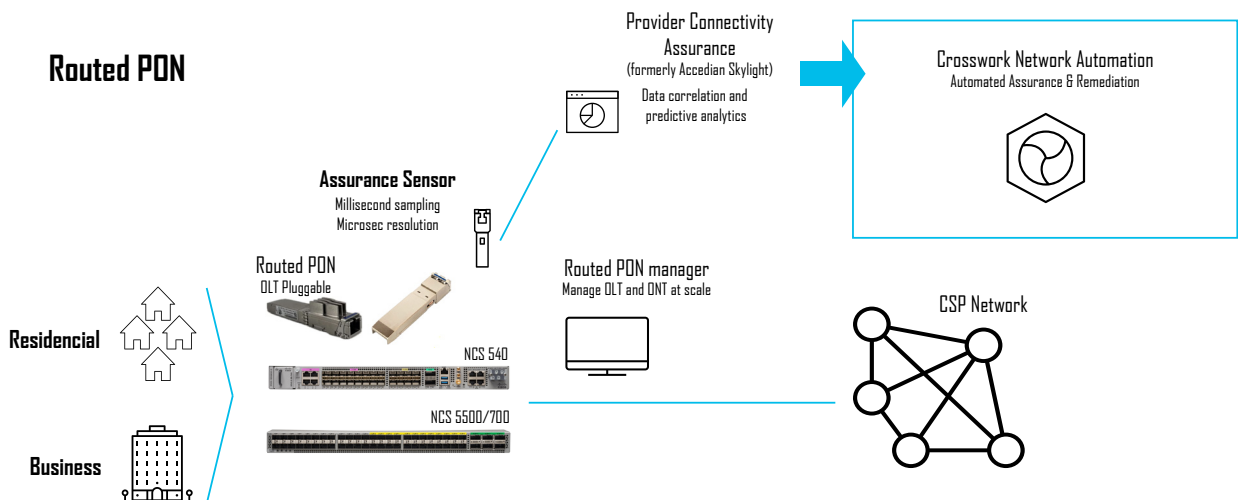 Routed PON
Provider Connectivity
Assurance
(formerly Accedian Skylight)
Data correlation and
predictive analytics
Crosswork Network Automation
Automated Assurance & Remediation
Assurance Sensor
Millisecond sampling
Microsec resolution
Routed PON
OLT Pluggable
Routed PON manager
Manage OLT and ONT at scale
CSP Network
Residencial
NCS 540
NCS 5500/700
Business